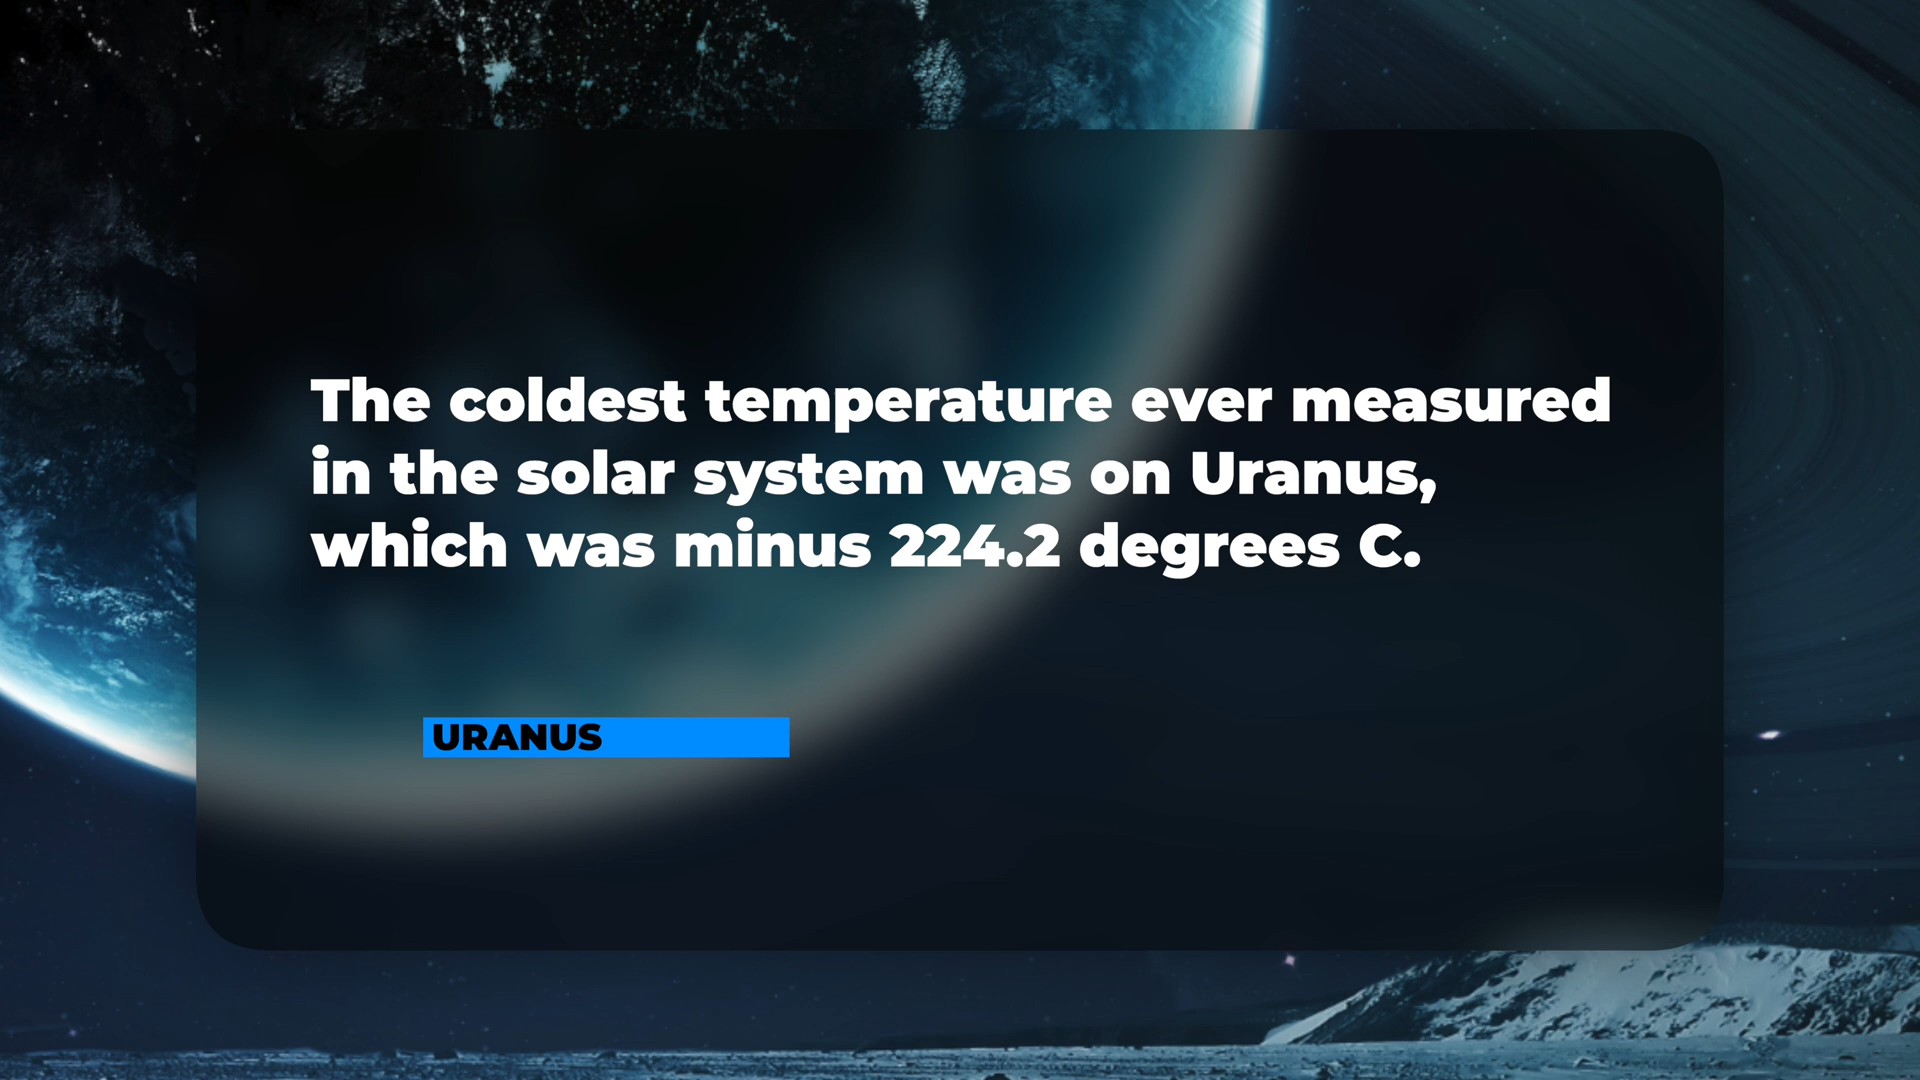 The coldest temperature ever measured
in the solar system was on Uranus,
which was minus 224.2 degrees C.
URANUS